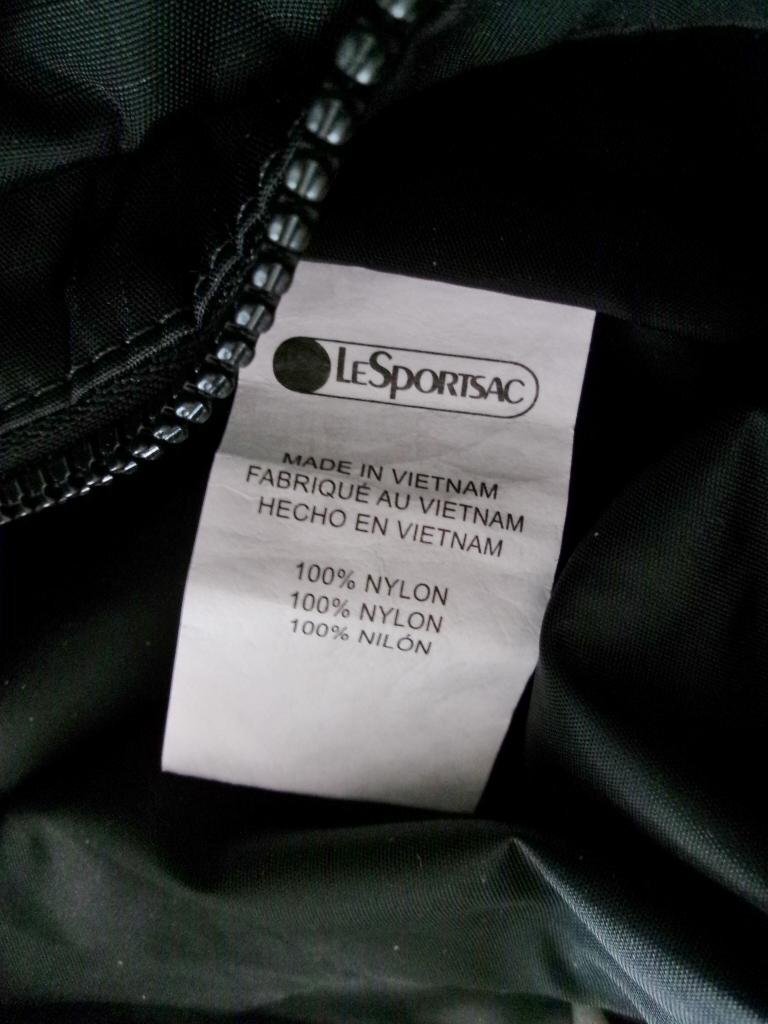 LESPORTSAC
MADE IN VIETNAM
FABRIQUÉ AU VIETNAM
HECHO EN VIETNAM
100% NYLON
100% NYLON
100% NILÓN